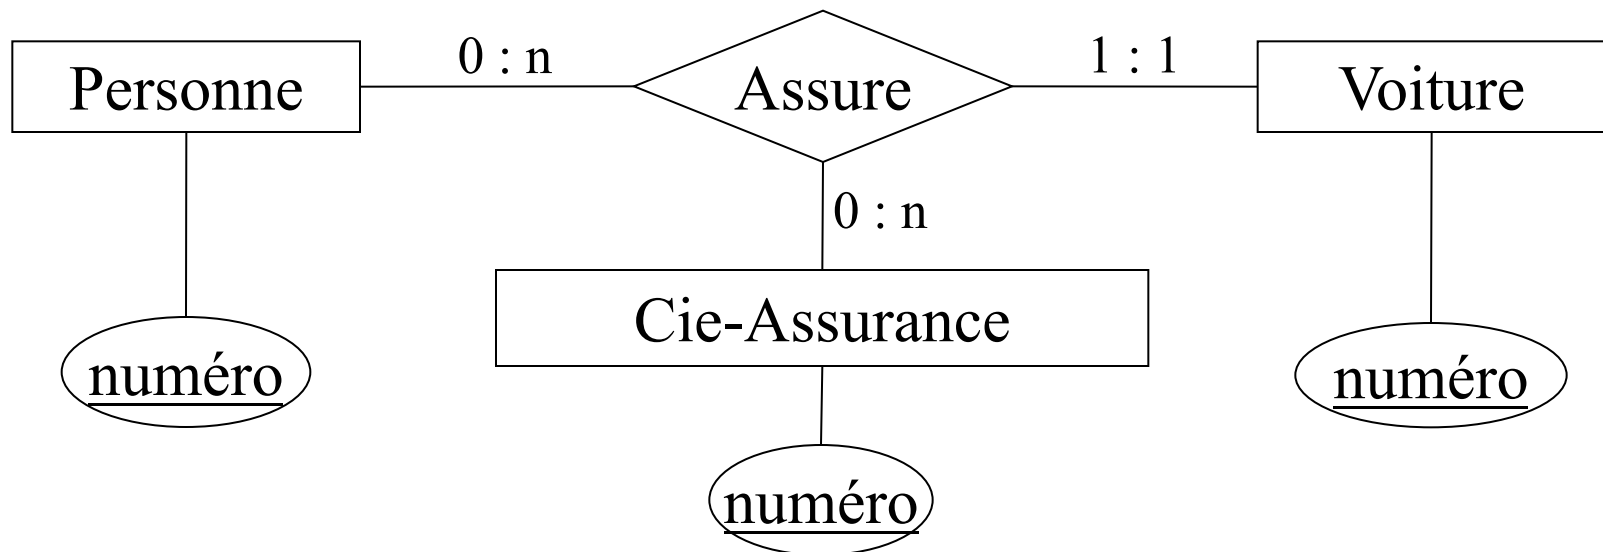 0 : n
1 : 1
Personne
Assure
Voiture
0 : n
Cie-Assurance
numéro
numéro
numéro